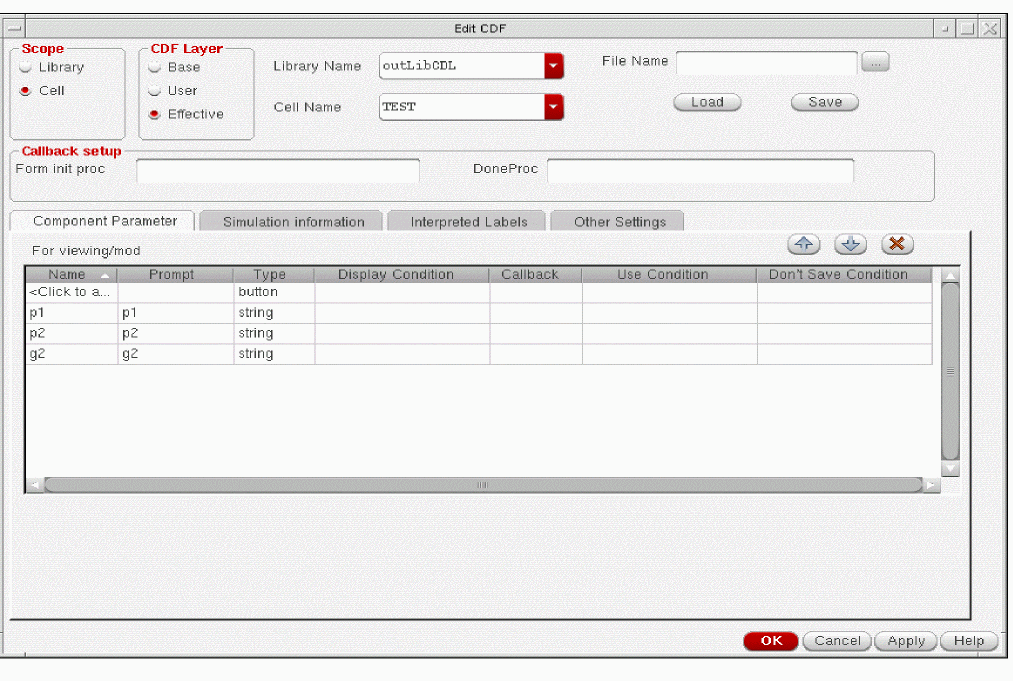 Edit CDF
Scope
Library
Cell
CDF Layer
Base
User
Effective
Library Name outLibCDL
Cell Name TEST
File Name ...
Load Save
Callback setup
Form init proc DoneProc
Component Parameter Simulation information Interpreted Labels Other Settings
For viewing/mod
Name Prompt Type Display Condition Callback Use Condition Don't Save Condition
<Click to a... button
p1 p1 string
p2 p2 string
g2 g2 string
OK Cancel Apply Help